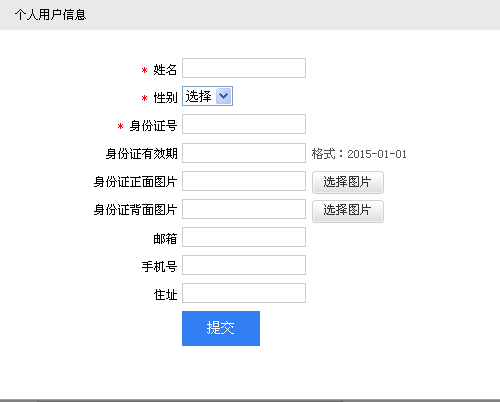 个人用户信息
* 姓名
* 性别 选择
* 身份证号
身份证有效期 格式：2015-01-01
身份证正面图片 选择图片
身份证背面图片 选择图片
邮箱
手机号
住址
提交